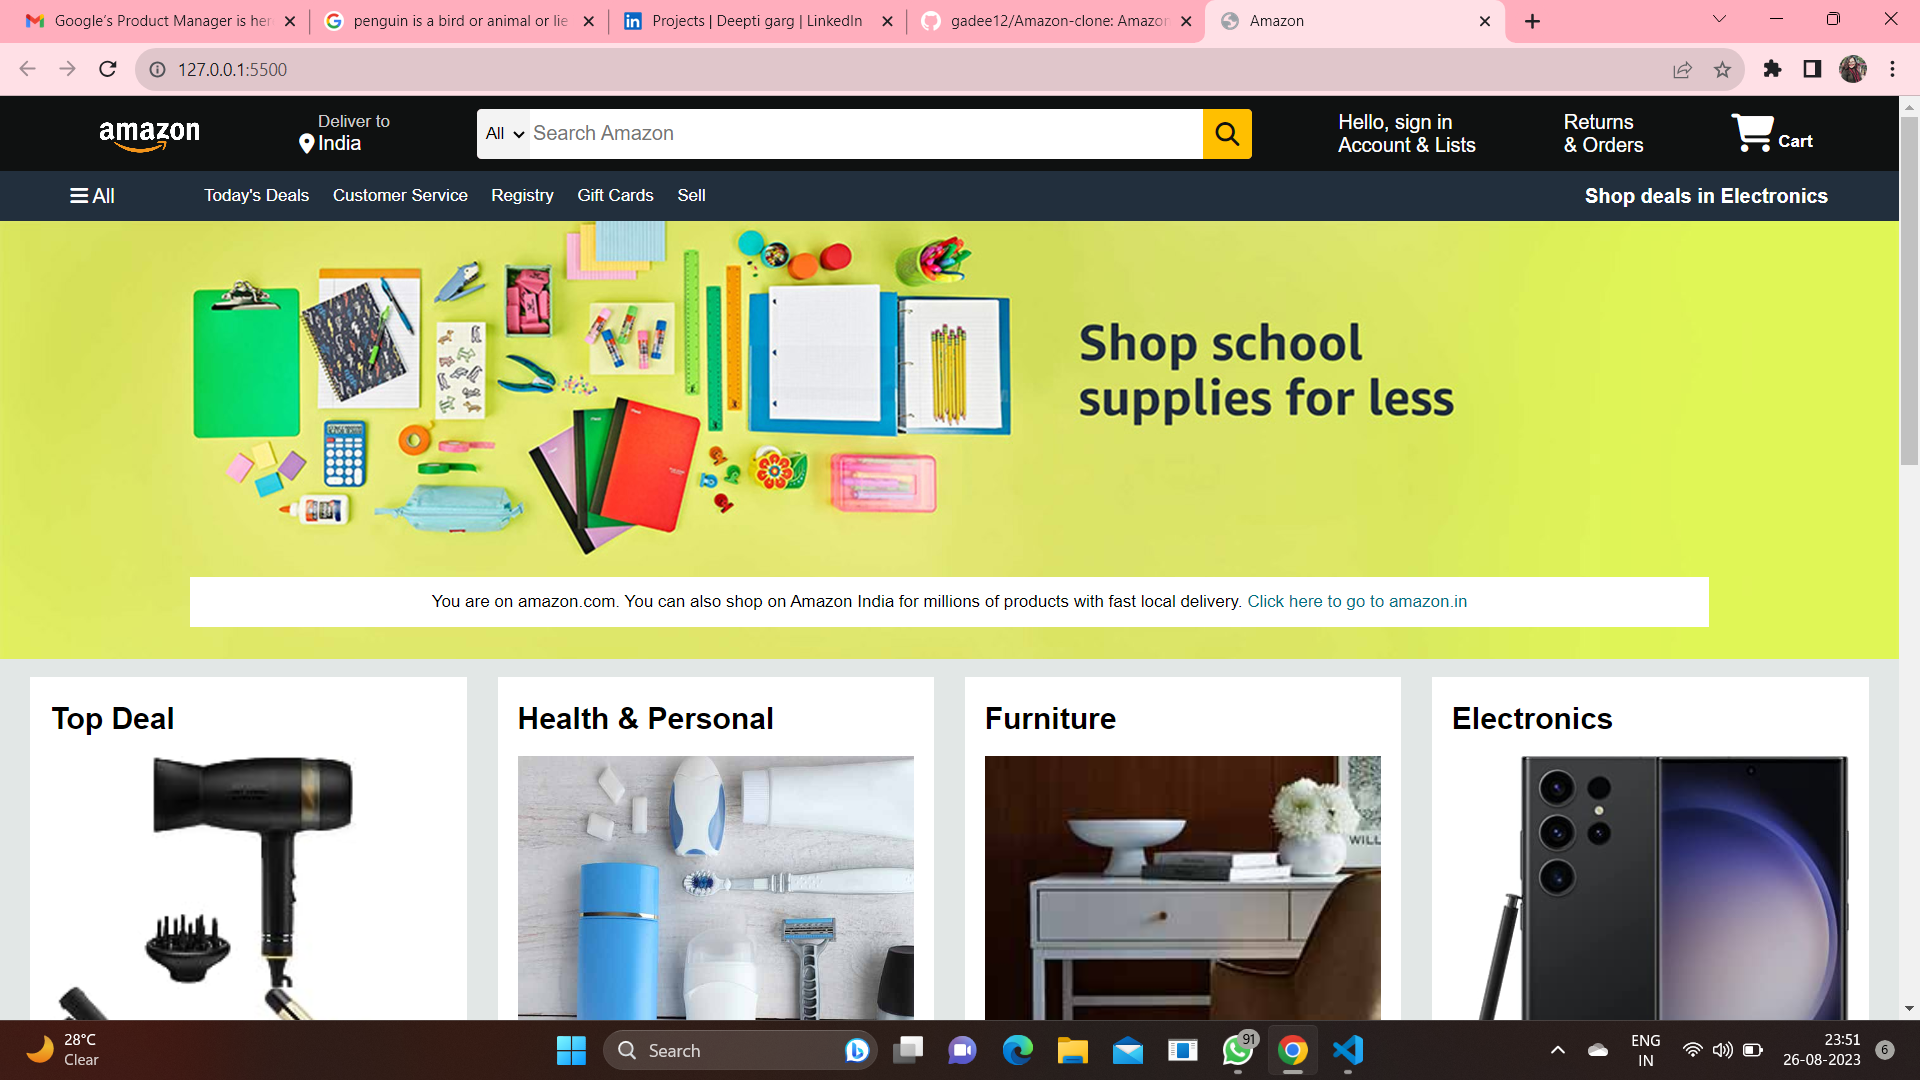 Google's Product Manager is her
penguin is a bird or animal or lie
Projects | Deepti garg | LinkedIn
gadee12/Amazon-clone: Amazon
Amazon
127.0.0.1:5500
amazon
Deliver to
India
All
Search Amazon
Hello, sign in
Account & Lists
Returns
& Orders
Cart
All
Today's Deals
Customer Service
Registry
Gift Cards
Sell
Shop deals in Electronics
Shop school
supplies for less
You are on amazon.com. You can also shop on Amazon India for millions of products with fast local delivery. Click here to go to amazon.in
Top Deal
Health & Personal
Furniture
Electronics
WILL
28°C
Clear
Search
91
ENG
IN
23:51
26-08-2023
6